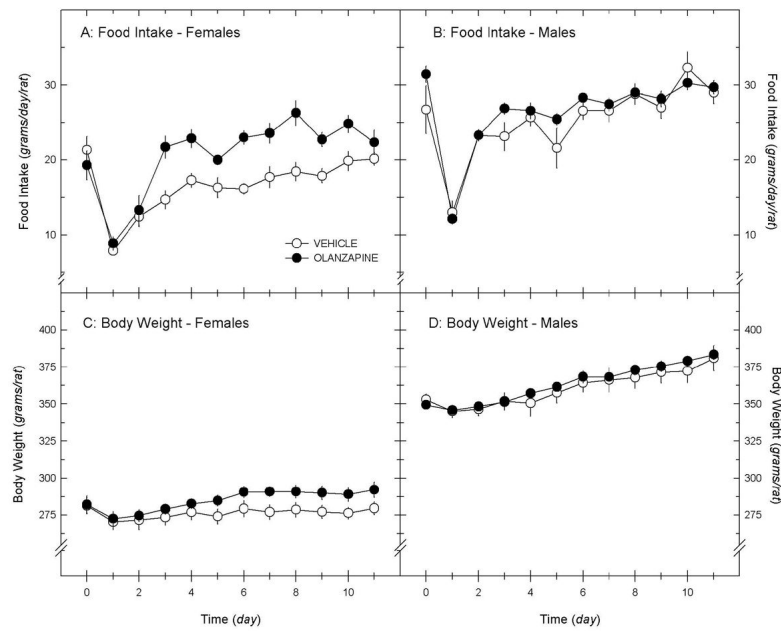 A: Food Intake - Females
B: Food Intake - Males
Food Intake (grams/day/rat)
30
20
10
VEHICLE
OLANZAPINE
30
20
10
Food Intake (grams/day/rat)
C: Body Weight - Females
D: Body Weight - Males
Body Weight (grams/rat)
400
375
350
300
275
400
375
350
300
275
Body Weight (grams/rat)
0 2 4 6 8 10
0 2 4 6 8 10
Time (day)
Time (day)